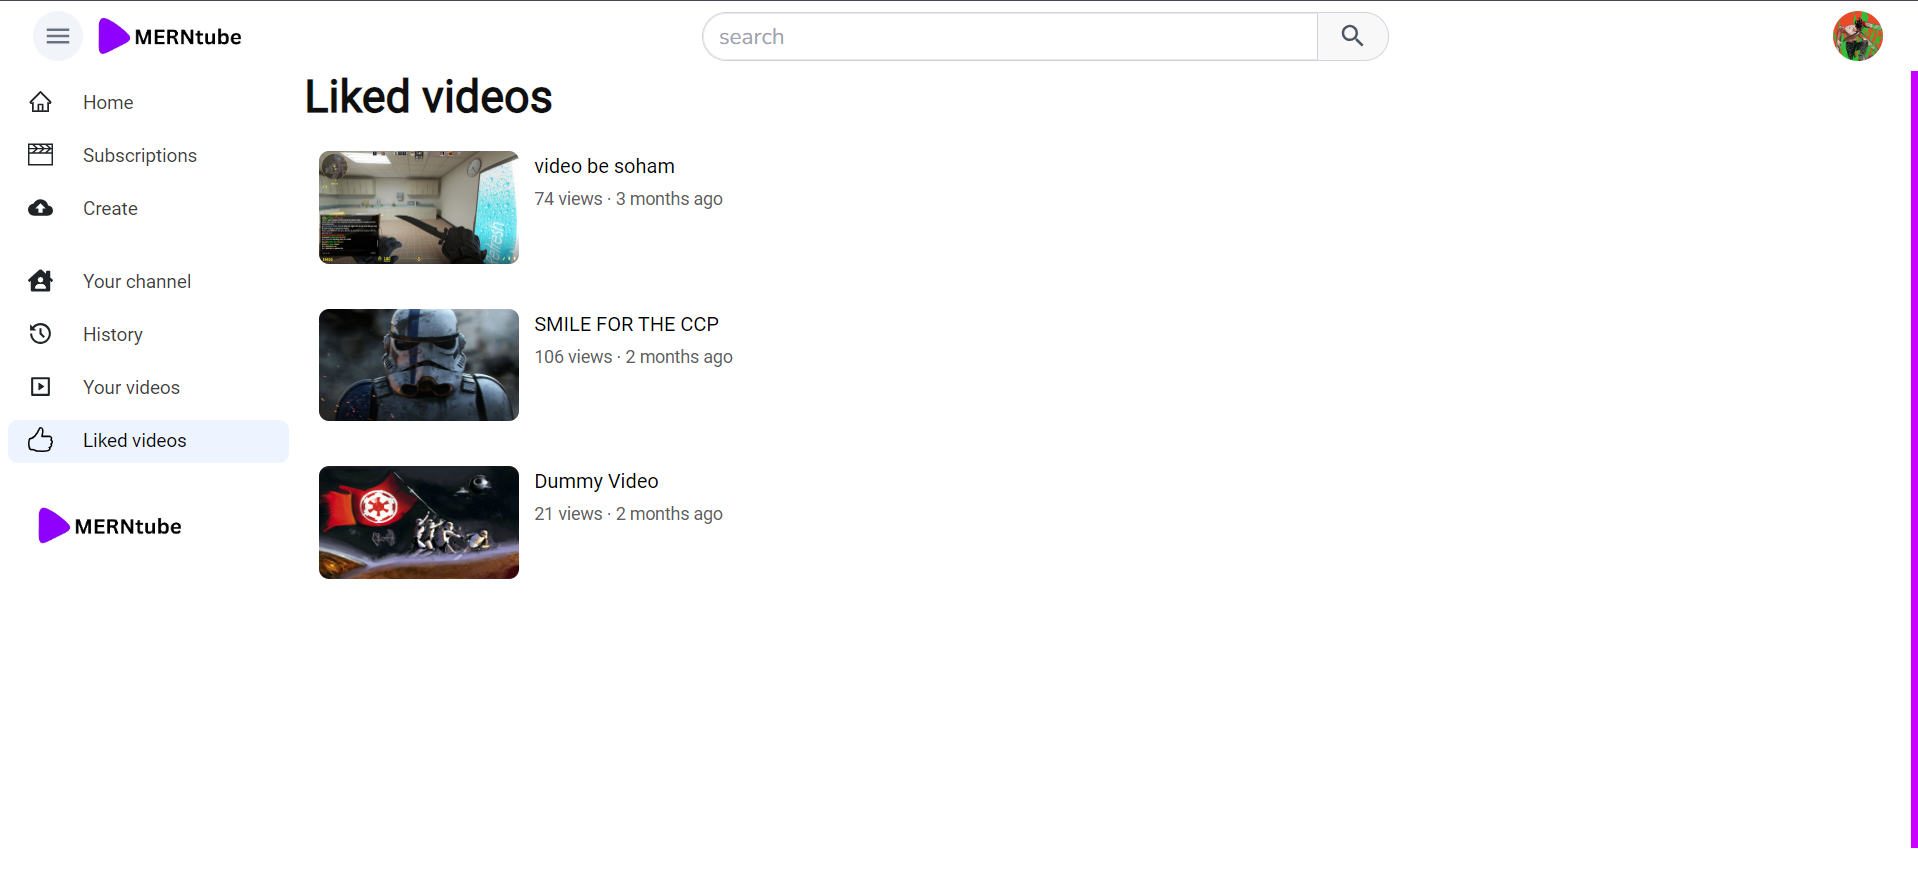 MERNtube
search
Home
Subscriptions
Create
Your channel
History
Your videos
Liked videos
MERNtube
Liked videos
video be soham
74 views · 3 months ago
SMILE FOR THE CCP
106 views · 2 months ago
Dummy Video
21 views · 2 months ago
refresh